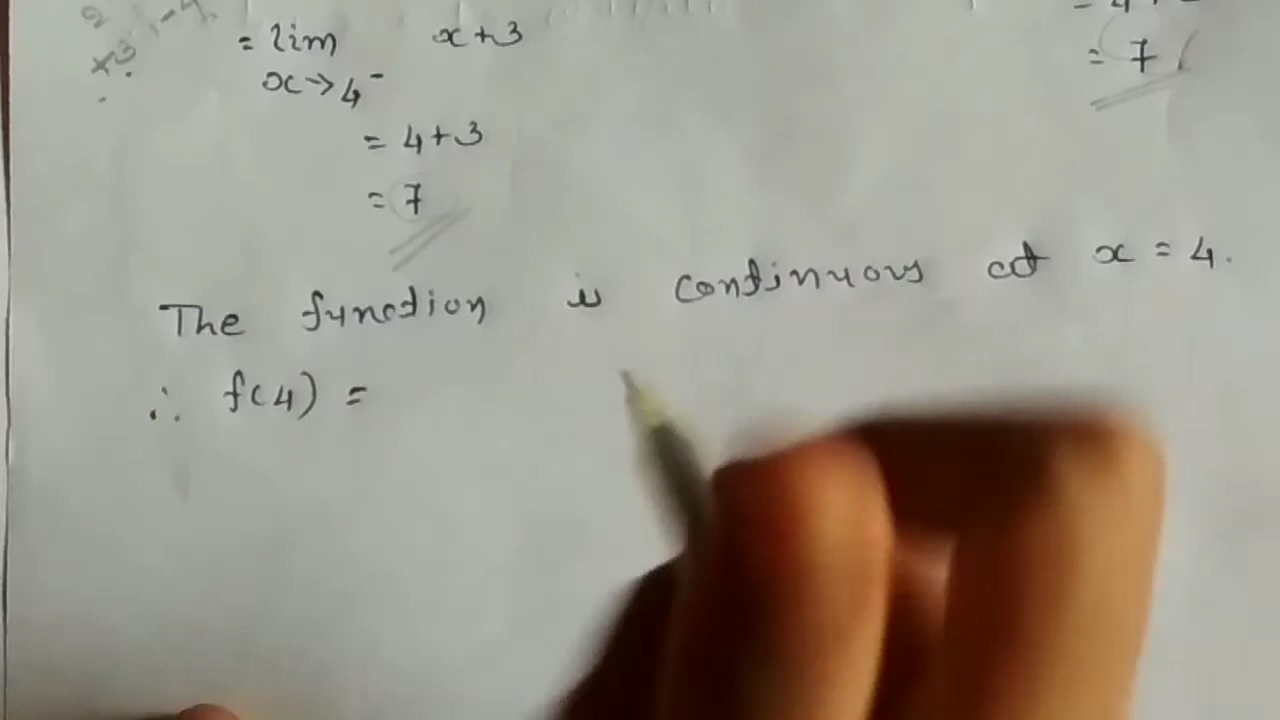 = lim x+3
x→4⁻
= 4+3
= 7
= 7
The function is continuous at x = 4.
∴ f(4) =